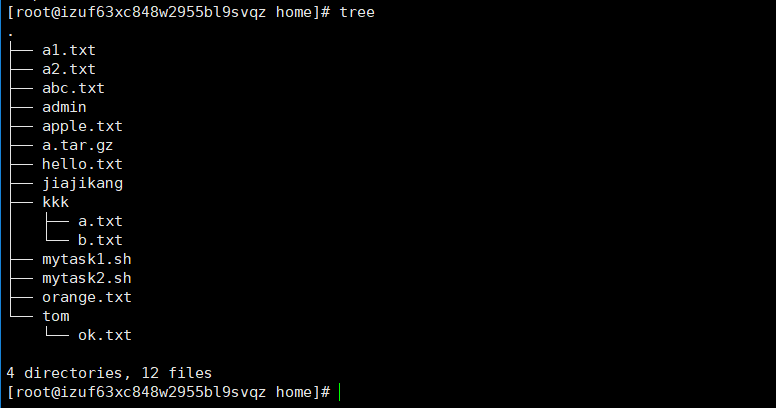 [root@izuf63xc848w2955bl9svqz home]# tree
.
├── a1.txt
├── a2.txt
├── abc.txt
├── admin
├── apple.txt
├── a.tar.gz
├── hello.txt
├── jiajikang
├── kkk
│   ├── a.txt
│   └── b.txt
├── mytask1.sh
├── mytask2.sh
├── orange.txt
└── tom
    └── ok.txt

4 directories, 12 files
[root@izuf63xc848w2955bl9svqz home]#